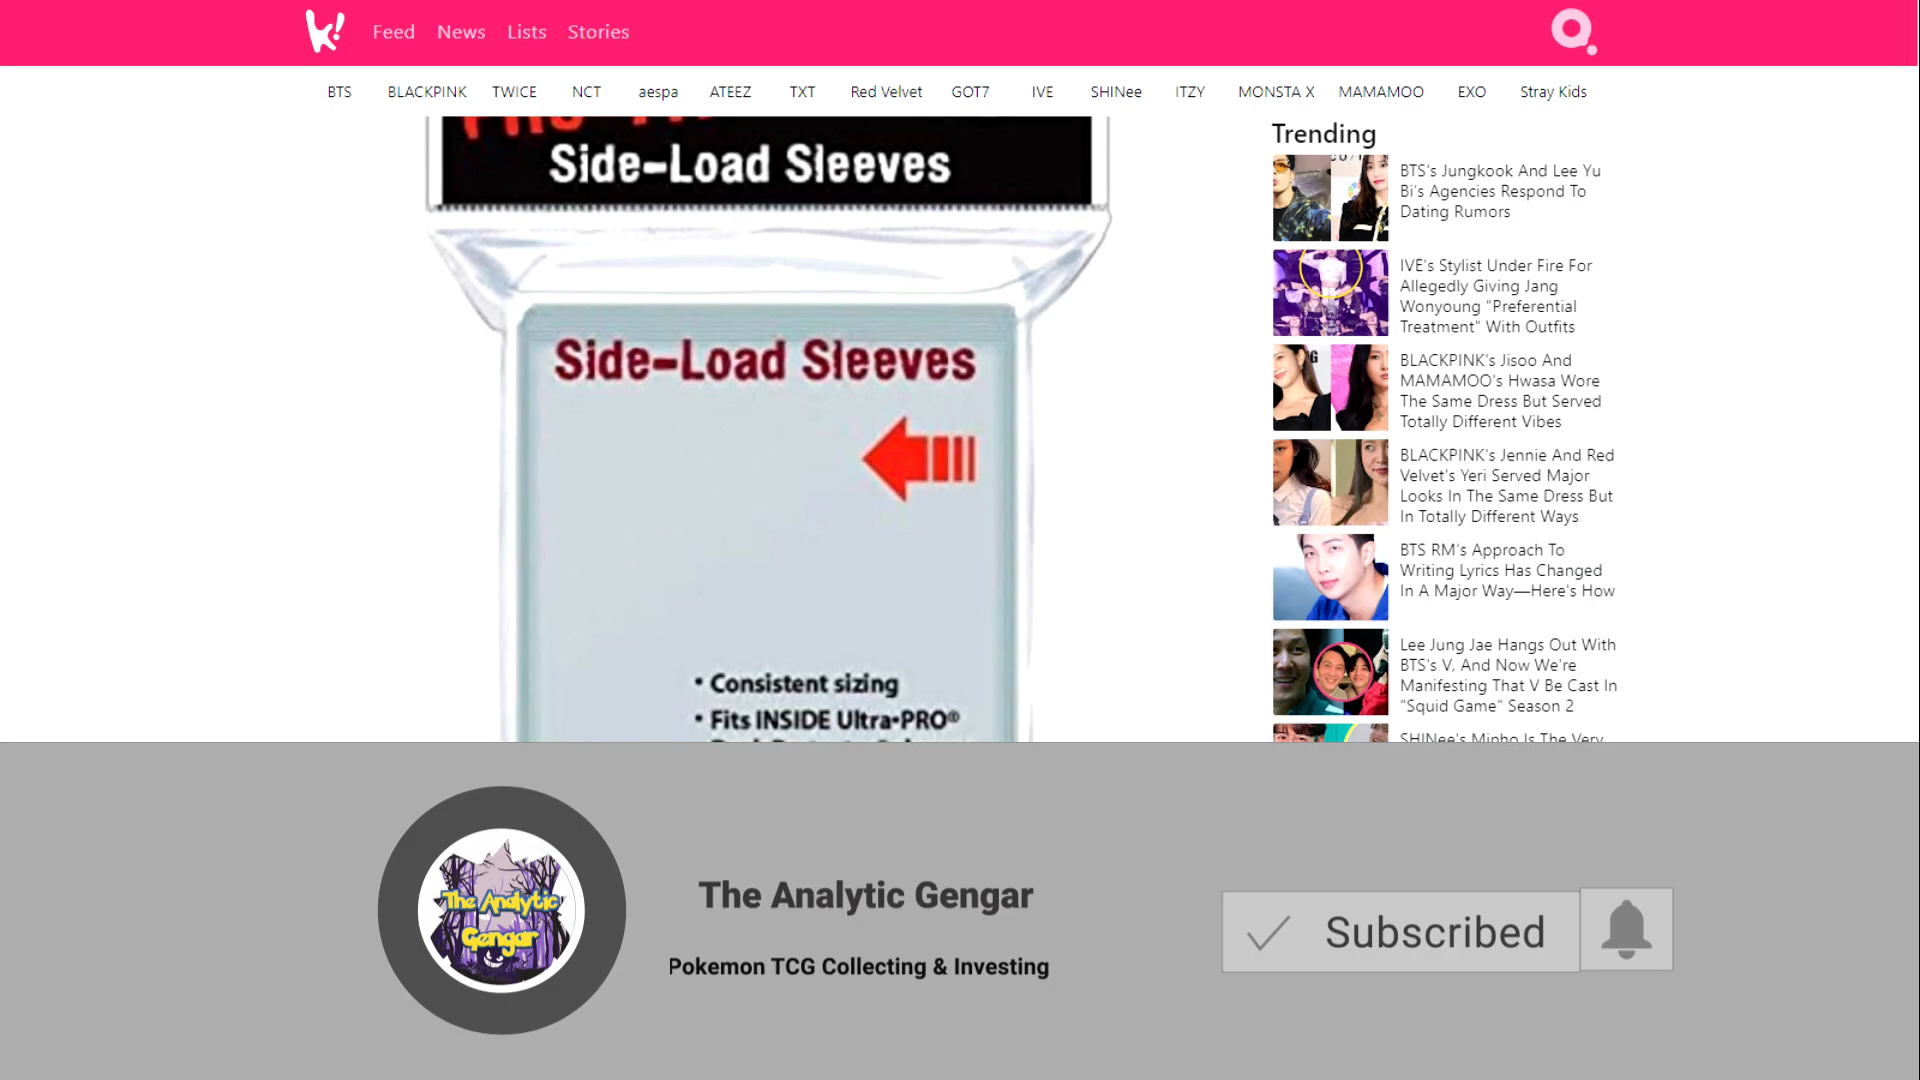 k!
Feed
News
Lists
Stories
BTS
BLACKPINK
TWICE
NCT
aespa
ATEEZ
TXT
Red Velvet
GOT7
IVE
SHINee
ITZY
MONSTA X
MAMAMOO
EXO
Stray Kids
Side-Load Sleeves
Side-Load Sleeves
• Consistent sizing
• Fits INSIDE Ultra•PRO®
Trending
BTS's Jungkook And Lee Yu
Bi's Agencies Respond To
Dating Rumors
IVE's Stylist Under Fire For
Allegedly Giving Jang
Wonyoung "Preferential
Treatment" With Outfits
BLACKPINK's Jisoo And
MAMAMOO's Hwasa Wore
The Same Dress But Served
Totally Different Vibes
BLACKPINK's Jennie And Red
Velvet's Yeri Served Major
Looks In The Same Dress But
In Totally Different Ways
BTS RM's Approach To
Writing Lyrics Has Changed
In A Major Way—Here's How
Lee Jung Jae Hangs Out With
BTS's V, And Now We're
Manifesting That V Be Cast In
"Squid Game" Season 2
SHINee's Minho Is The Very
The Analytic
Gengar
The Analytic Gengar
Pokemon TCG Collecting & Investing
Subscribed